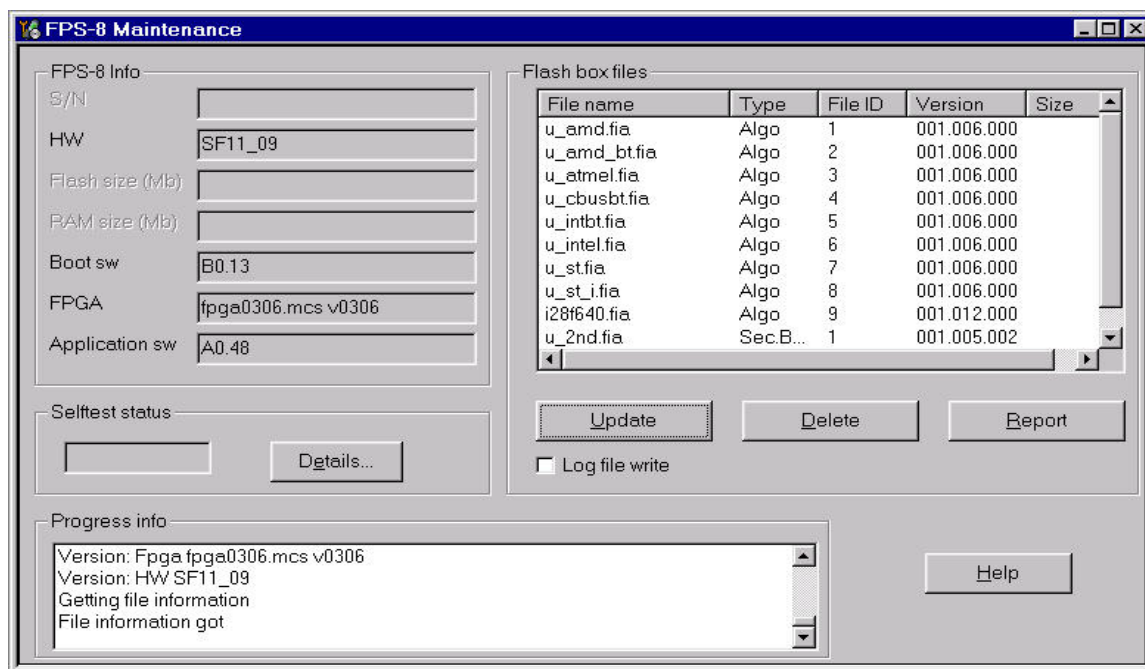 FPS-8 Maintenance
FPS-8 Info
S/N
HW SF11_09
Flash size (Mb)
RAM size (Mb)
Boot sw B0.13
FPGA fpga0306.mcs v0306
Application sw A0.48
Selftest status
Details...
Flash box files
File name Type File ID Version Size
u_amd.fia Algo 1 001.006.000
u_amd_bt.fia Algo 2 001.006.000
u_atmel.fia Algo 3 001.006.000
u_cbusbt.fia Algo 4 001.006.000
u_intbt.fia Algo 5 001.006.000
u_intel.fia Algo 6 001.006.000
u_st.fia Algo 7 001.006.000
u_st_i.fia Algo 8 001.006.000
i28f640.fia Algo 9 001.012.000
u_2nd.fia Sec.B... 1 001.005.002
Update Delete Report
Log file write
Progress info
Version: Fpga fpga0306.mcs v0306
Version: HW SF11_09
Getting file information
File information got
Help